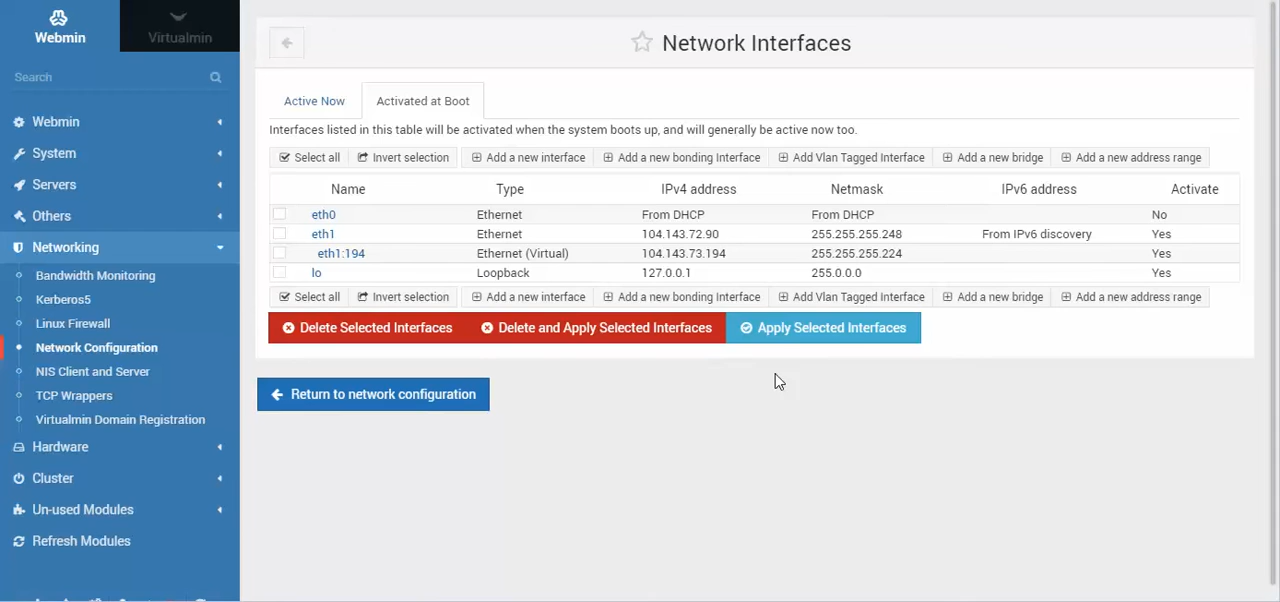 Webmin
Virtualmin
Search
Webmin
System
Servers
Others
Networking
Bandwidth Monitoring
Kerberos5
Linux Firewall
Network Configuration
NIS Client and Server
TCP Wrappers
Virtualmin Domain Registration
Hardware
Cluster
Un-used Modules
Refresh Modules
Network Interfaces
Active Now Activated at Boot
Interfaces listed in this table will be activated when the system boots up, and will generally be active now too.
Select all Invert selection Add a new interface Add a new bonding Interface Add Vlan Tagged Interface Add a new bridge Add a new address range
Name Type IPv4 address Netmask IPv6 address Activate
eth0 Ethernet From DHCP From DHCP No
eth1 Ethernet 104.143.72.90 255.255.255.248 From IPv6 discovery Yes
eth1:194 Ethernet (Virtual) 104.143.73.194 255.255.255.224 Yes
lo Loopback 127.0.0.1 255.0.0.0 Yes
Select all Invert selection Add a new interface Add a new bonding Interface Add Vlan Tagged Interface Add a new bridge Add a new address range
Delete Selected Interfaces Delete and Apply Selected Interfaces Apply Selected Interfaces
Return to network configuration